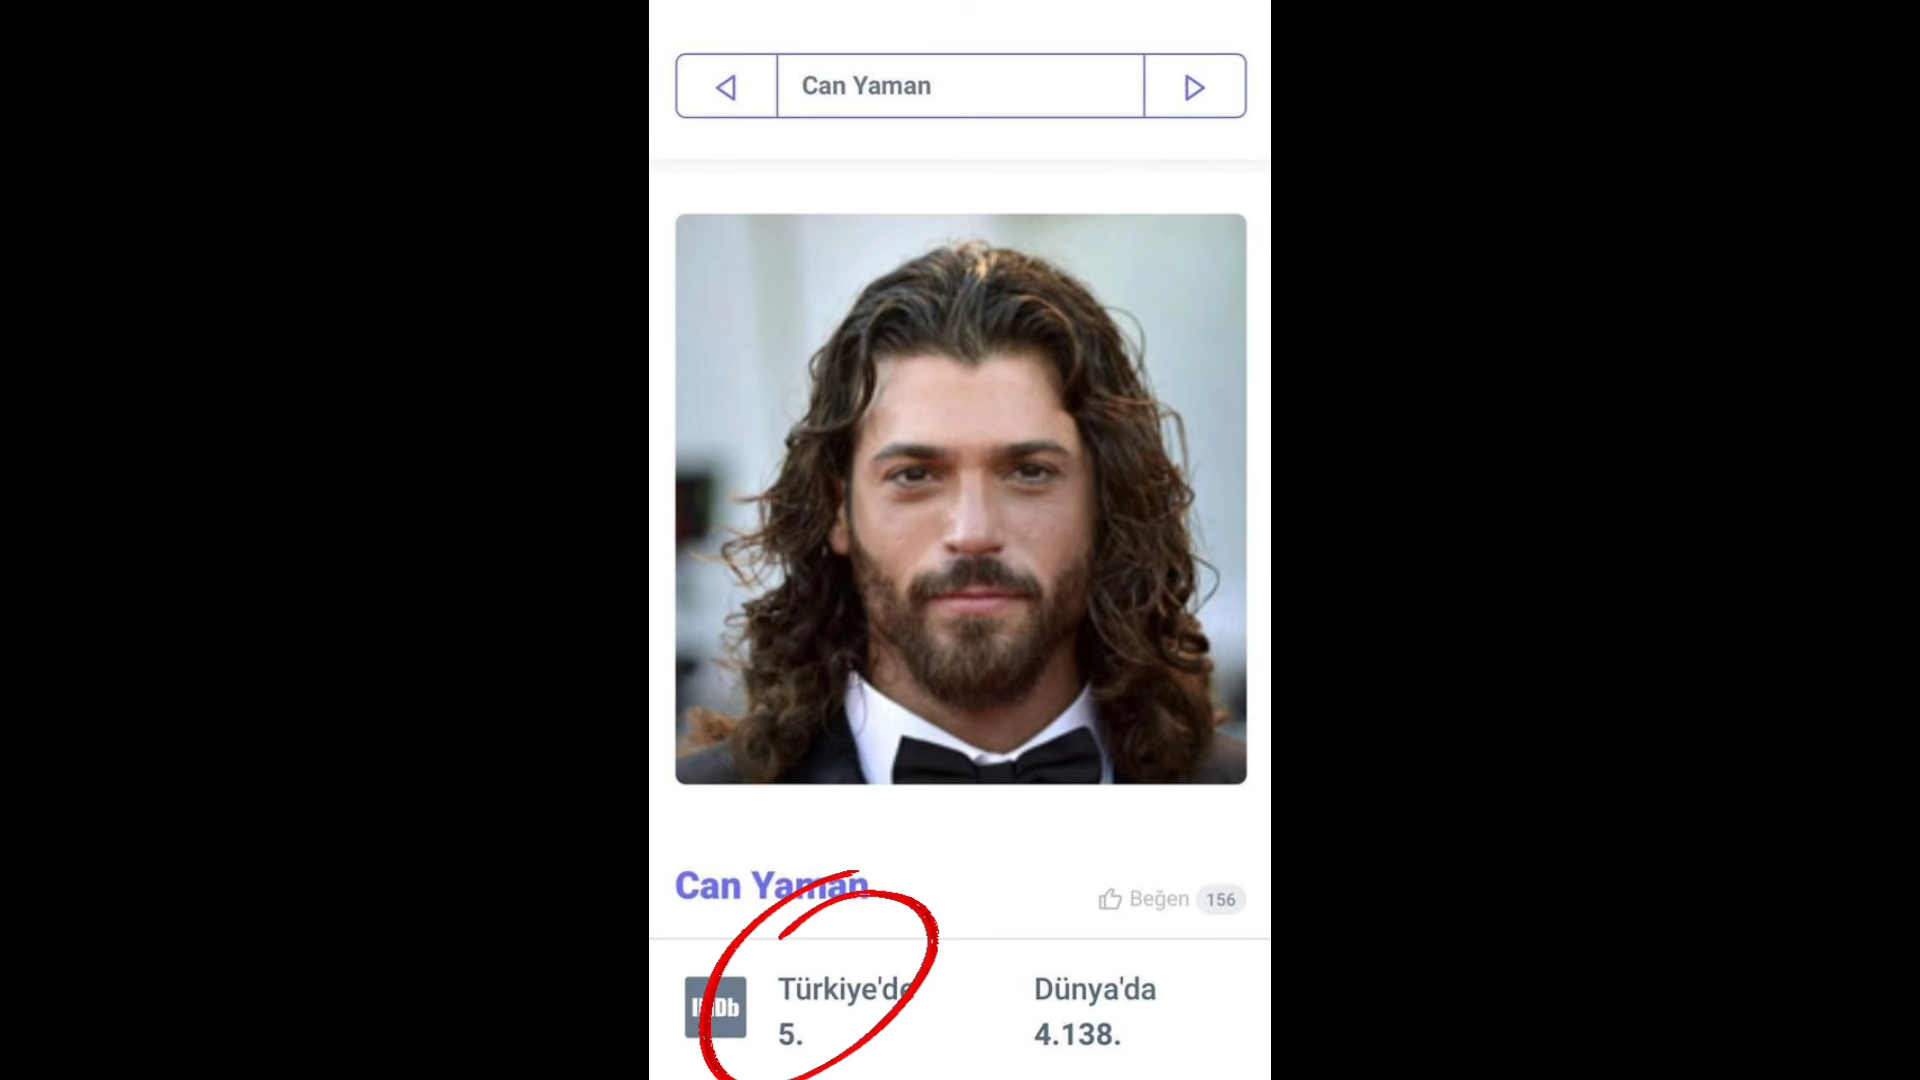 Can Yaman
Can Yaman
Beğen 156
IMDb
Türkiye'de
Dünya'da
5.
4.138.